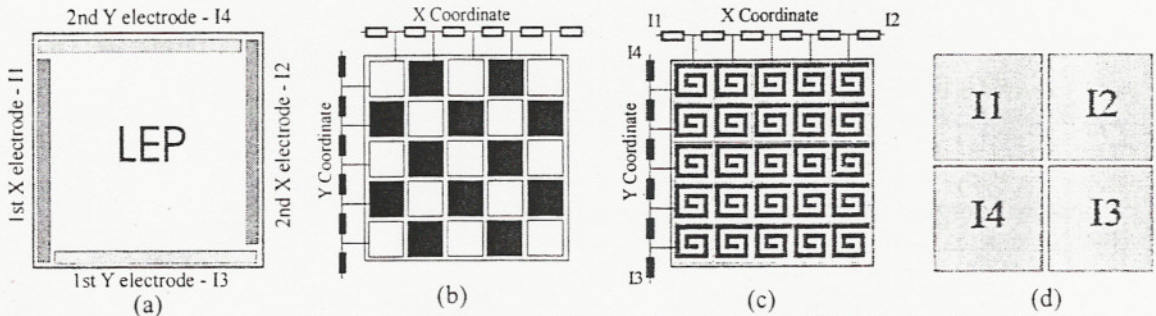 2nd Y electrode - I4
1st X electrode - I1
LEP
2nd X electrode - I2
1st Y electrode - I3
(a)
X Coordinate
Y Coordinate
(b)
X Coordinate
I1
I2
I4
Y Coordinate
I3
(c)
I1
I2
I4
I3
(d)